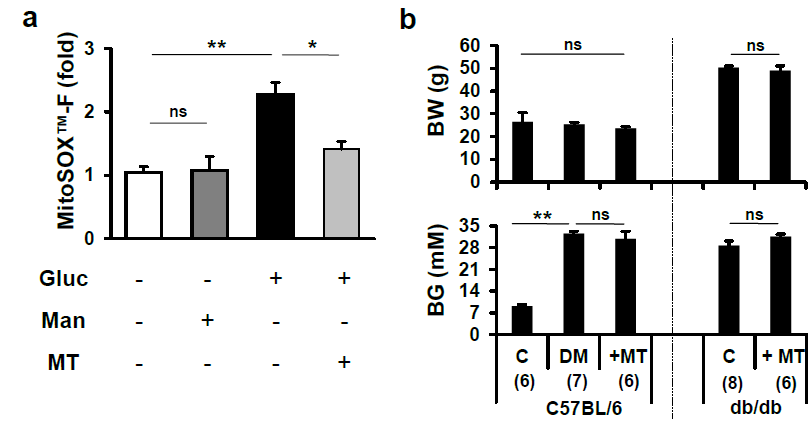 a
MitoSOX™-F (fold)
3
2
1
0
**
*
ns
Gluc - - + +
Man - + - -
MT - - - +
b
BW (g)
60
50
40
30
20
10
0
ns
ns
BG (mM)
35
28
21
14
7
0
**
ns
ns
C DM +MT C + MT
(6) (7) (6) (8) (6)
C57BL/6 db/db